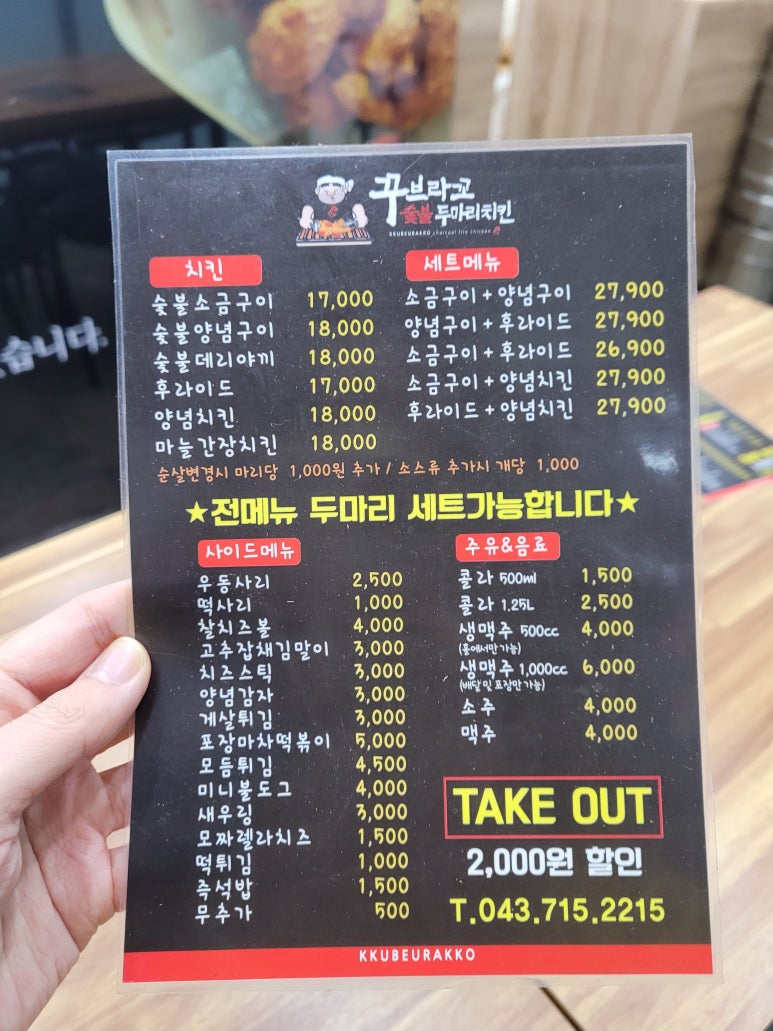 꾸브라꼬
숯불 두마리치킨
KKUBEURAKKO charcoal fire chicken
치킨
숯불소금구이 17,000
숯불양념구이 18,000
숯불데리야끼 18,000
후라이드 17,000
양념치킨 18,000
마늘간장치킨 18,000
세트메뉴
소금구이+양념구이 27,900
양념구이+후라이드 27,900
소금구이+후라이드 26,900
소금구이+양념치킨 27,900
후라이드+양념치킨 27,900
순살변경시 마리당 1,000원 추가 / 소스류 추가시 개당 1,000
★전메뉴 두마리 세트가능합니다★
사이드메뉴
우동사리 2,500
떡사리 1,000
찰치즈볼 4,000
고추잡채김말이 3,000
치즈스틱 3,000
양념감자 3,000
게살튀김 3,000
포장마차떡볶이 5,000
모듬튀김 4,500
미니불도그 4,000
새우링 3,000
모짜렐라치즈 1,500
떡튀김 1,000
즉석밥 1,500
무추가 500
주유&음료
콜라 500ml 1,500
콜라 1.25L 2,500
생맥주 500cc 4,000
(홀에서만 가능)
생맥주 1,000cc 6,000
(배달 및 포장만 가능)
소주 4,000
맥주 4,000
TAKE OUT
2,000원 할인
T.043.715.2215
KKUBEURAKKO
습니다.